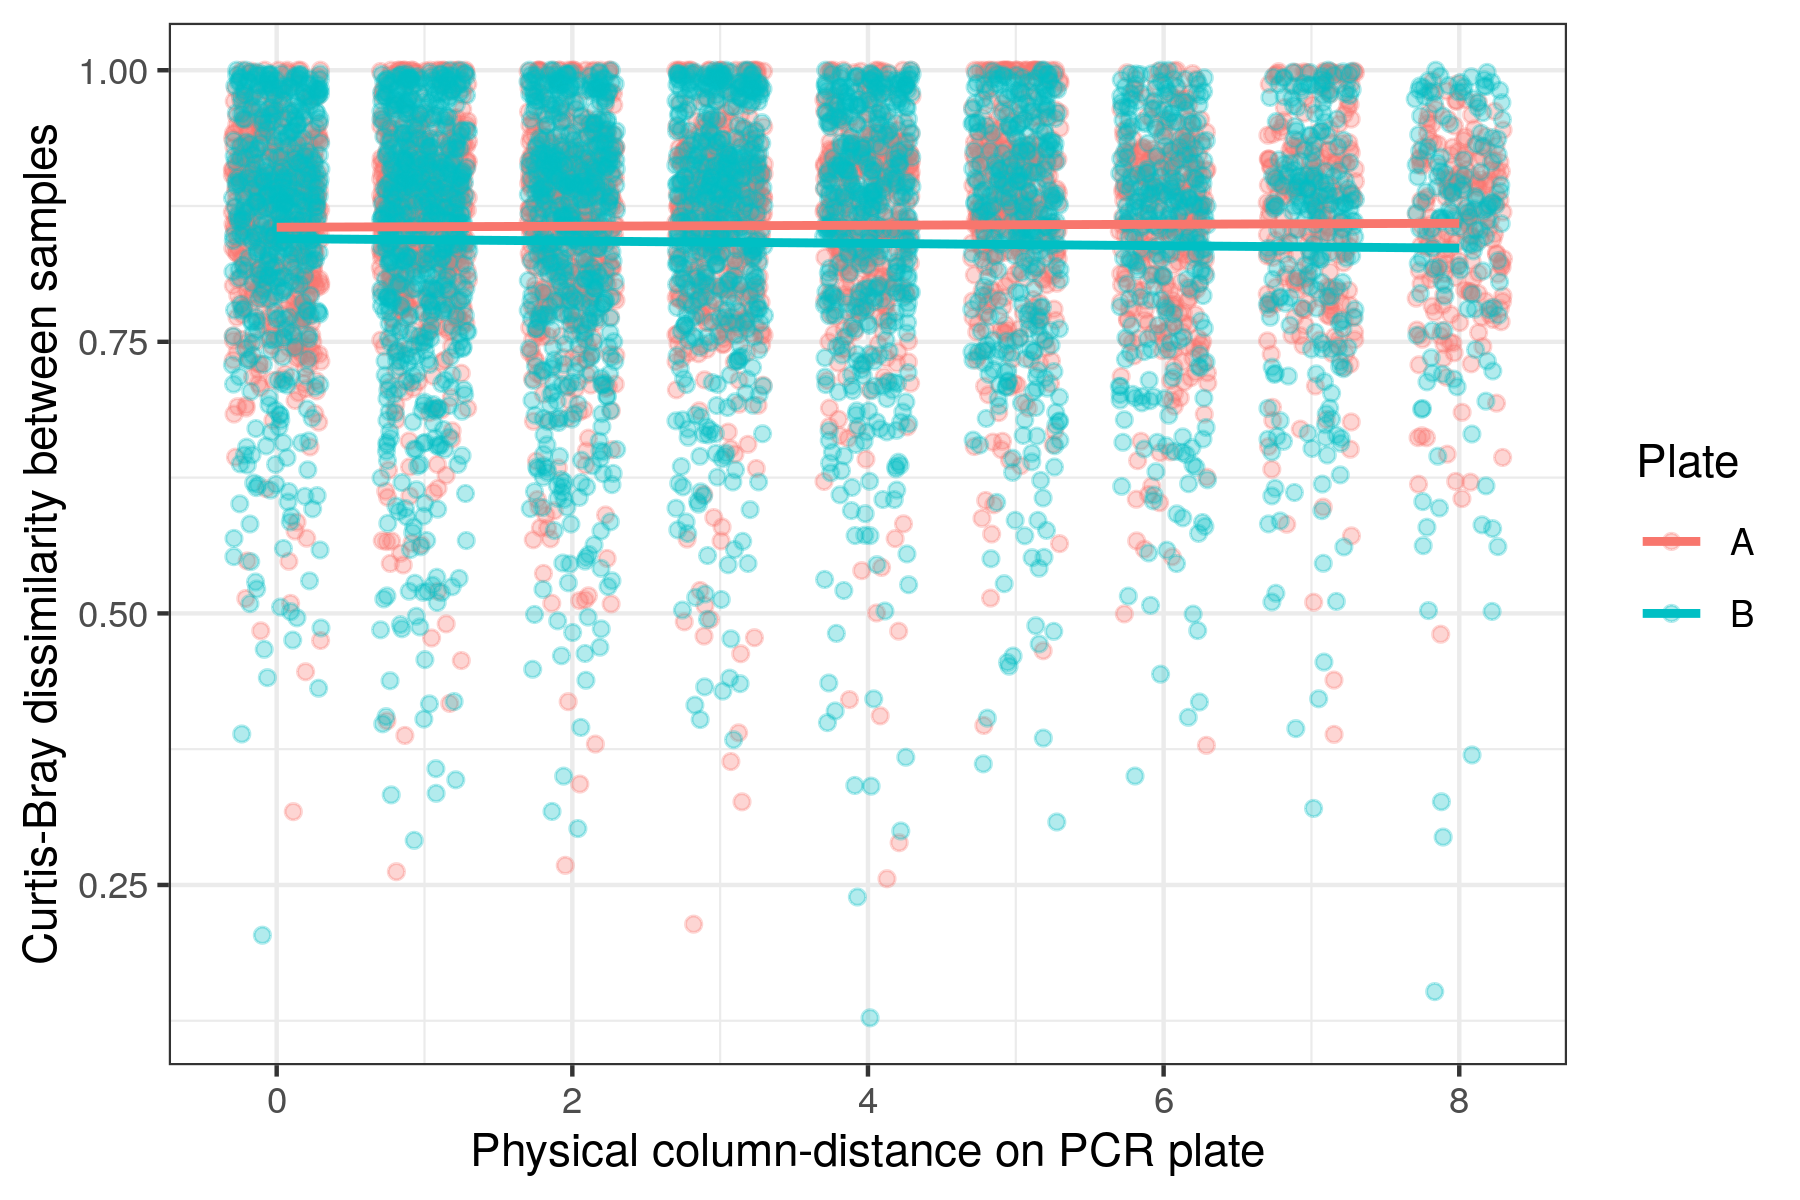 Curtis-Bray dissimilarity between samples
1.00
0.75
0.50
0.25
0
2
4
6
8
Physical column-distance on PCR plate
Plate
A
B